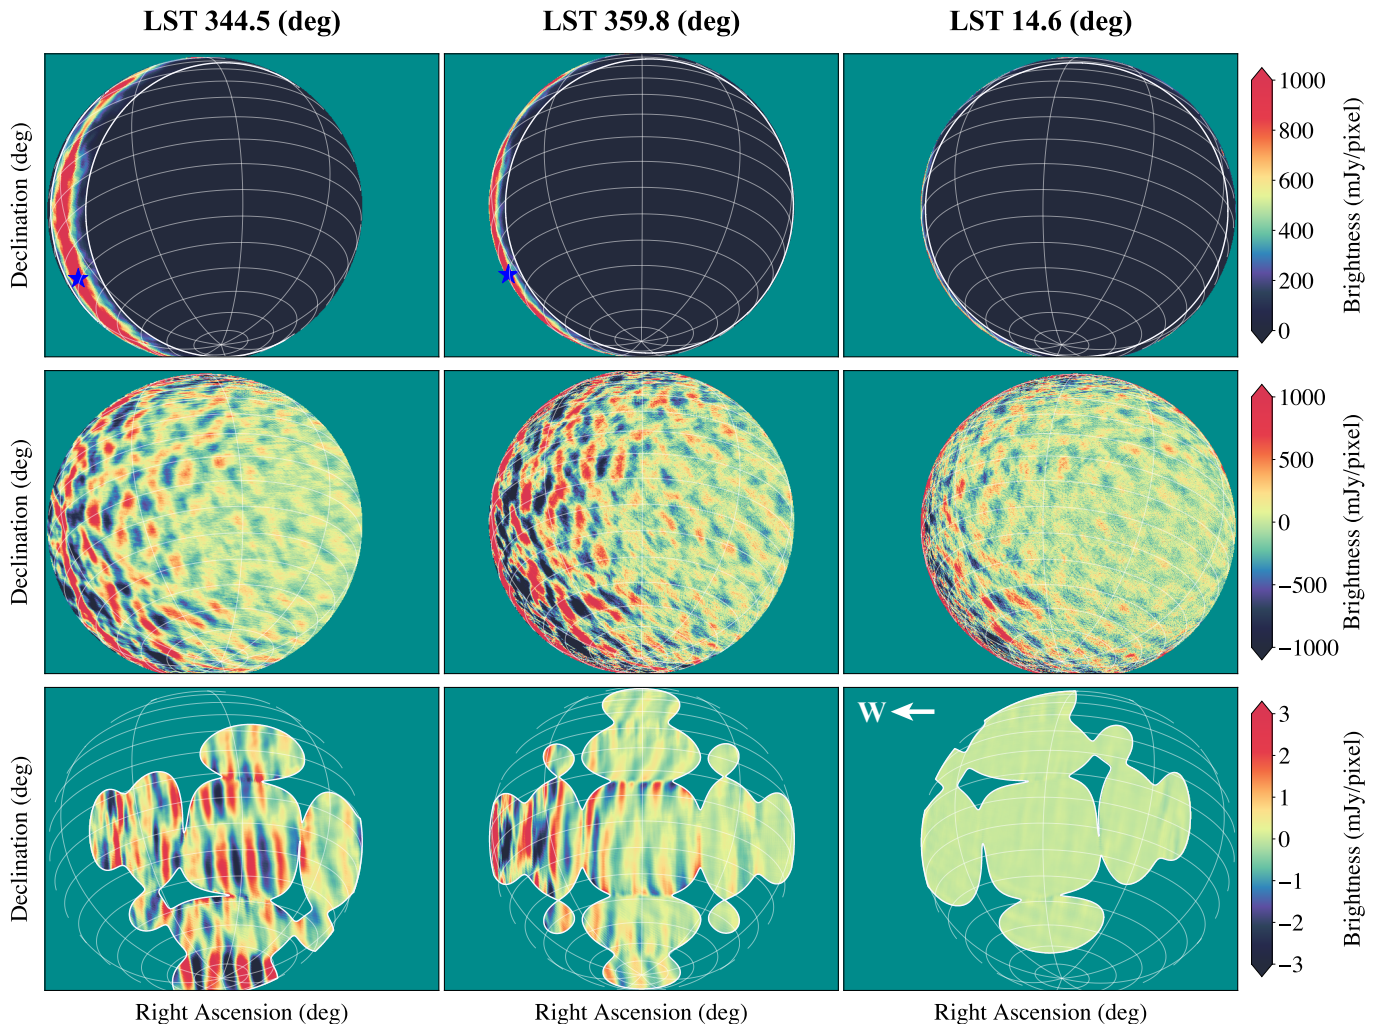 LST 344.5 (deg) LST 359.8 (deg) LST 14.6 (deg)
Declination (deg)
1000
800
600
400
200
0
Brightness (mJy/pixel)
Declination (deg)
1000
500
0
−500
−1000
Brightness (mJy/pixel)
W
Declination (deg)
3
2
1
0
−1
−2
−3
Brightness (mJy/pixel)
Right Ascension (deg) Right Ascension (deg) Right Ascension (deg)